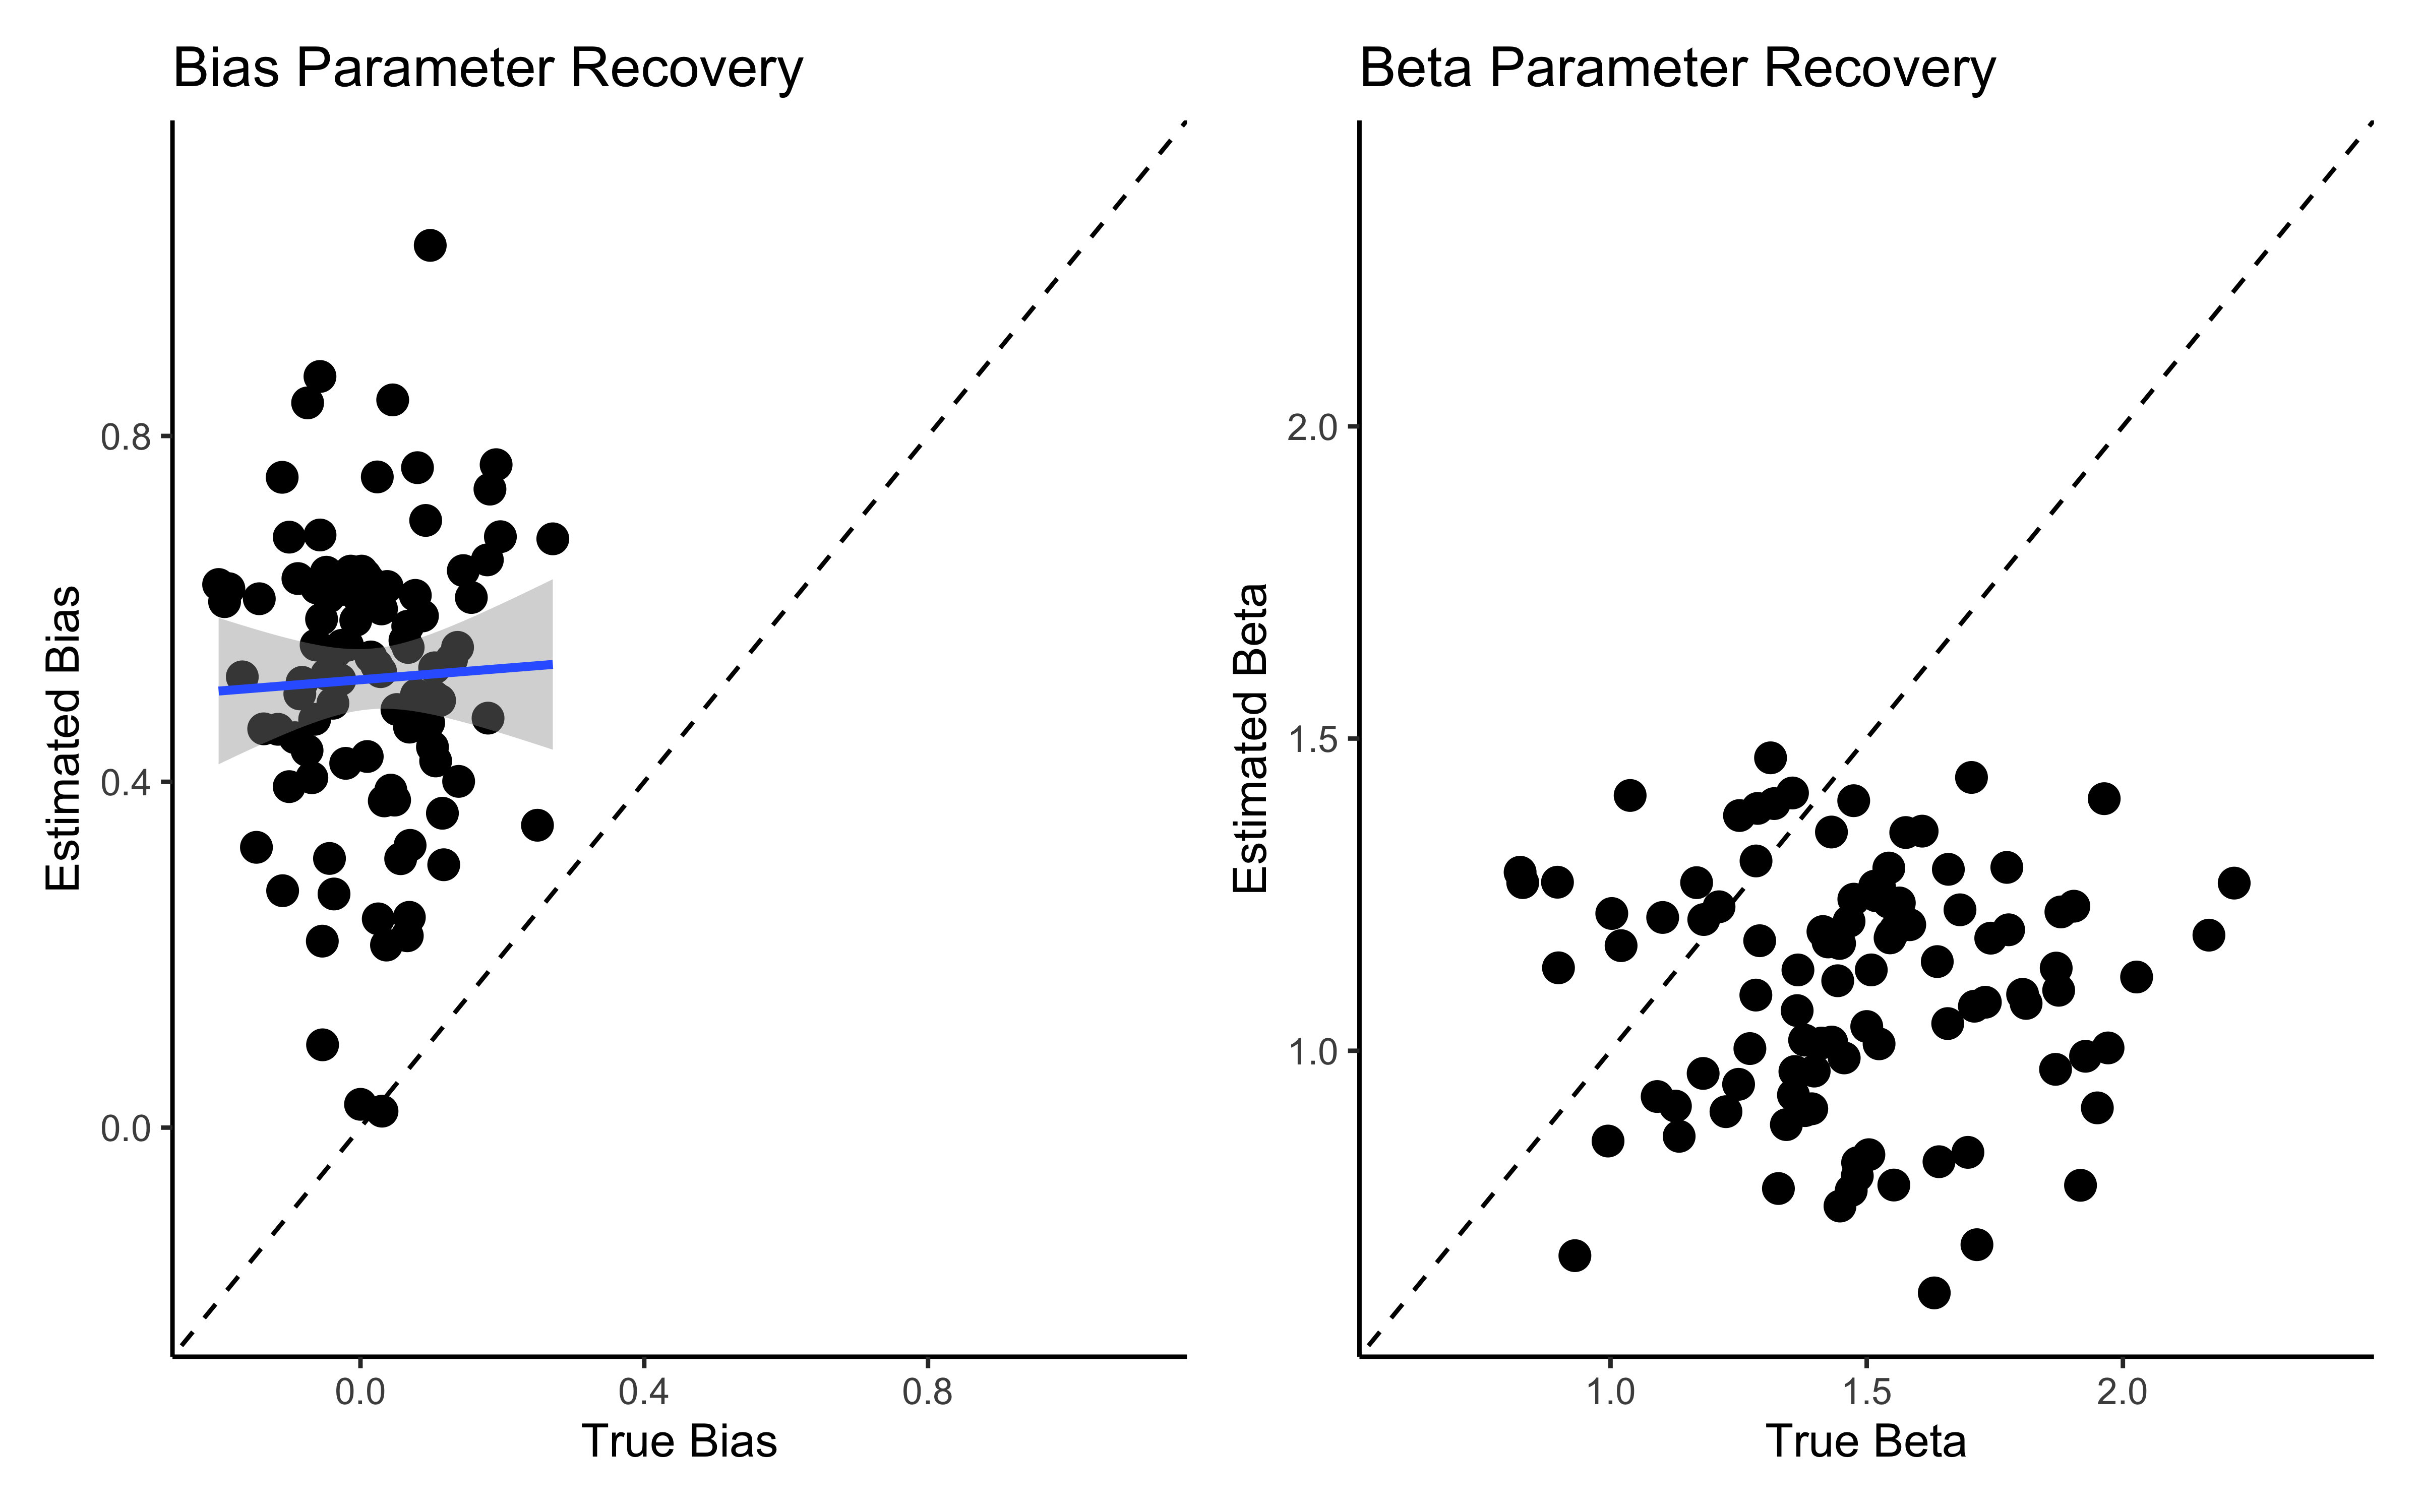 Bias Parameter Recovery
Estimated Bias
0.8
0.4
0.0
0.0 0.4 0.8
True Bias
Beta Parameter Recovery
Estimated Beta
2.0
1.5
1.0
1.0 1.5 2.0
True Beta